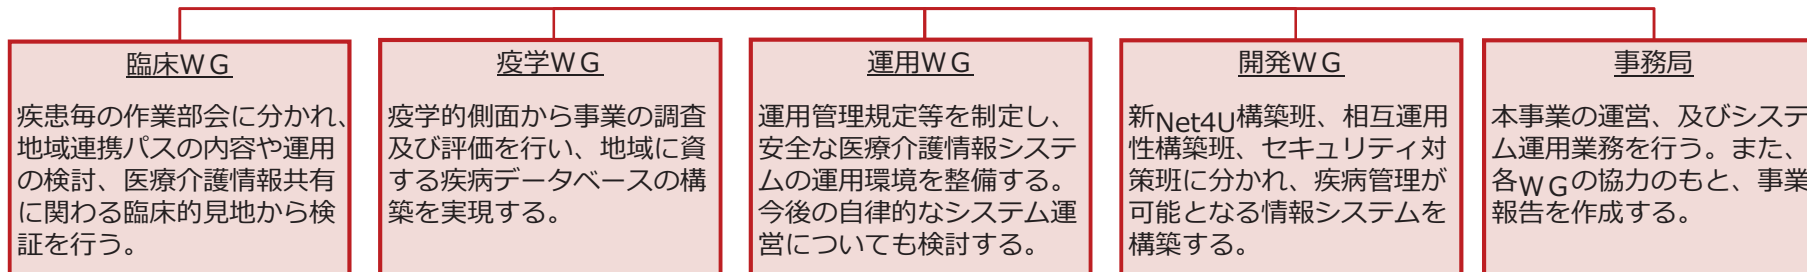 臨床ＷＧ
疾患毎の作業部会に分かれ、
地域連携パスの内容や運用
の検討、医療介護情報共有
に関わる臨床的見地から検
証を行う。
疫学ＷＧ
疫学的側面から事業の調査
及び評価を行い、地域に資
する疾病データベースの構
築を実現する。
運用ＷＧ
運用管理規定等を制定し、
安全な医療介護情報システ
ムの運用環境を整備する。
今後の自律的なシステム運
営についても検討する。
開発ＷＧ
新Net4U構築班、相互運用
性構築班、セキュリティ対
策班に分かれ、疾病管理が
可能となる情報システムを
構築する。
事務局
本事業の運営、及びシステ
ム運用業務を行う。また、
各ＷＧの協力のもと、事業
報告を作成する。